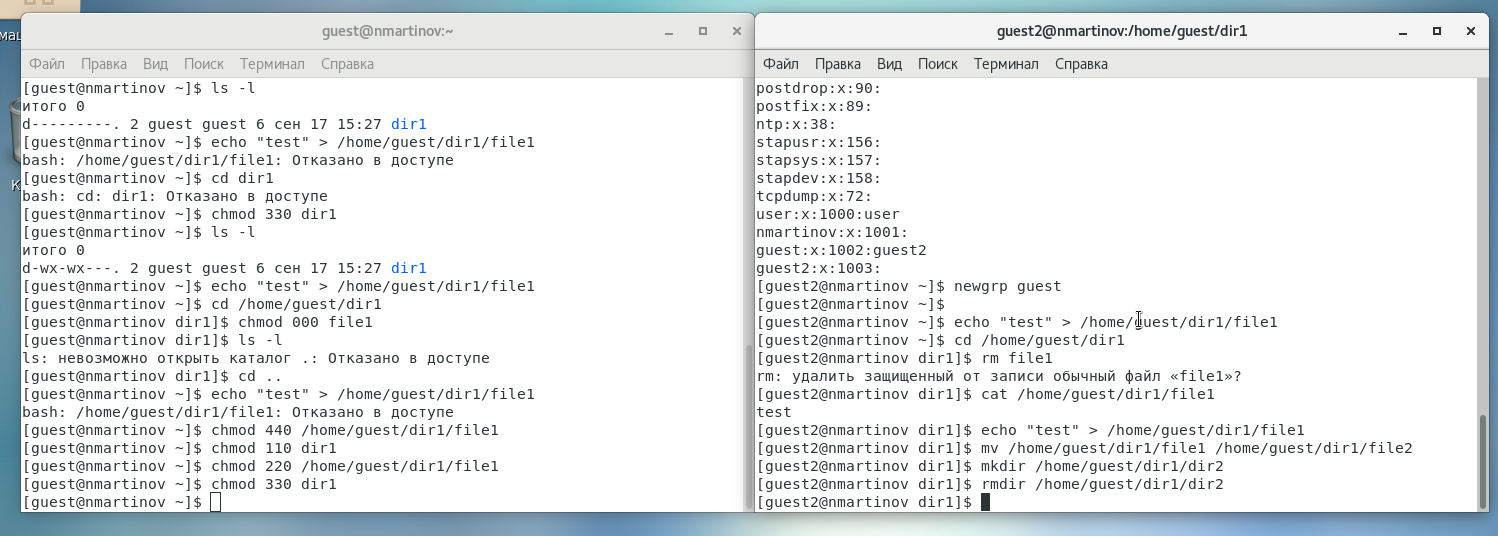 guest@nmartinov:~
Файл Правка Вид Поиск Терминал Справка
[guest@nmartinov ~]$ ls -l
итого 0
d---------. 2 guest guest 6 сен 17 15:27 dir1
[guest@nmartinov ~]$ echo "test" > /home/guest/dir1/file1
bash: /home/guest/dir1/file1: Отказано в доступе
[guest@nmartinov ~]$ cd dir1
bash: cd: dir1: Отказано в доступе
[guest@nmartinov ~]$ chmod 330 dir1
[guest@nmartinov ~]$ ls -l
итого 0
d-wx-wx---. 2 guest guest 6 сен 17 15:27 dir1
[guest@nmartinov ~]$ echo "test" > /home/guest/dir1/file1
[guest@nmartinov ~]$ cd /home/guest/dir1
[guest@nmartinov dir1]$ chmod 000 file1
[guest@nmartinov dir1]$ ls -l
ls: невозможно открыть каталог .: Отказано в доступе
[guest@nmartinov dir1]$ cd ..
[guest@nmartinov ~]$ echo "test" > /home/guest/dir1/file1
bash: /home/guest/dir1/file1: Отказано в доступе
[guest@nmartinov ~]$ chmod 440 /home/guest/dir1/file1
[guest@nmartinov ~]$ chmod 110 dir1
[guest@nmartinov ~]$ chmod 220 /home/guest/dir1/file1
[guest@nmartinov ~]$ chmod 330 dir1
[guest@nmartinov ~]$
guest2@nmartinov:/home/guest/dir1
Файл Правка Вид Поиск Терминал Справка
postdrop:x:90:
postfix:x:89:
ntp:x:38:
stapusr:x:156:
stapsys:x:157:
stapdev:x:158:
tcpdump:x:72:
user:x:1000:user
nmartinov:x:1001:
guest:x:1002:guest2
guest2:x:1003:
[guest2@nmartinov ~]$ newgrp guest
[guest2@nmartinov ~]$
[guest2@nmartinov ~]$ echo "test" > /home/guest/dir1/file1
[guest2@nmartinov ~]$ cd /home/guest/dir1
[guest2@nmartinov dir1]$ rm file1
rm: удалить защищенный от записи обычный файл «file1»?
[guest2@nmartinov dir1]$ cat /home/guest/dir1/file1
test
[guest2@nmartinov dir1]$ echo "test" > /home/guest/dir1/file1
[guest2@nmartinov dir1]$ mv /home/guest/dir1/file1 /home/guest/dir1/file2
[guest2@nmartinov dir1]$ mkdir /home/guest/dir1/dir2
[guest2@nmartinov dir1]$ rmdir /home/guest/dir1/dir2
[guest2@nmartinov dir1]$